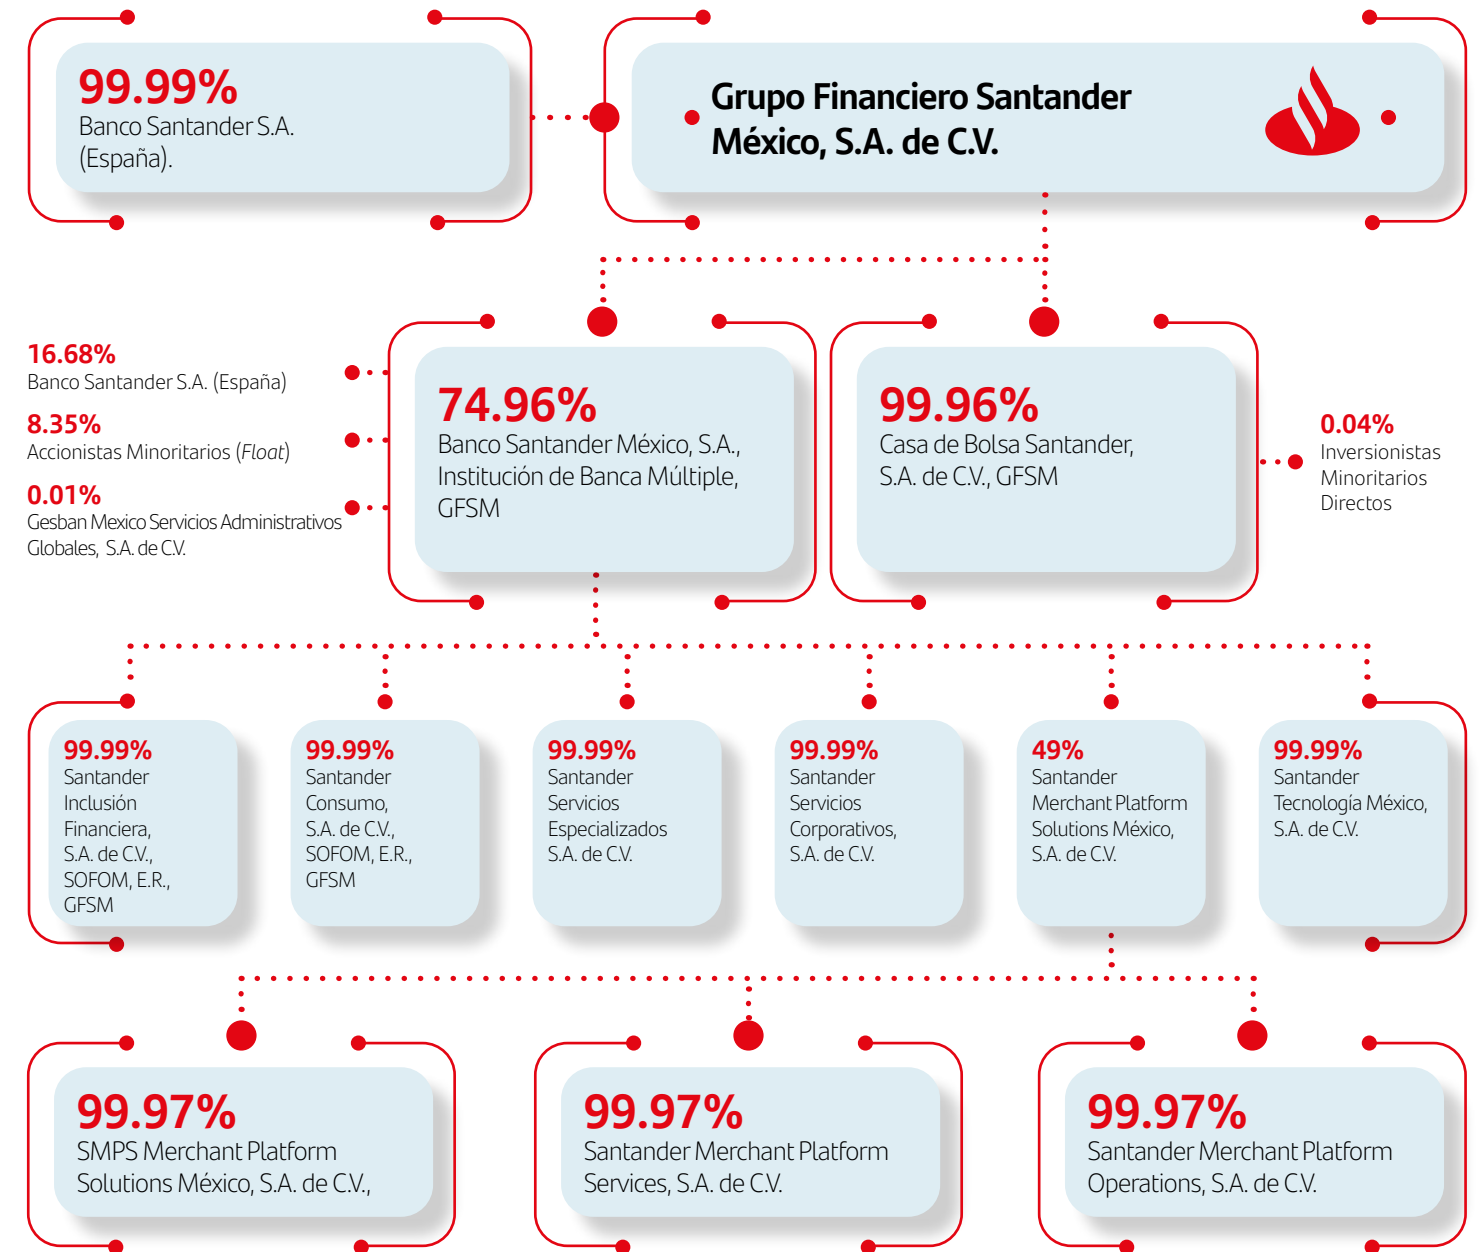 99.99%
Banco Santander S.A.
(España).
Grupo Financiero Santander
México, S.A. de C.V.
16.68%
Banco Santander S.A. (España)
8.35%
Accionistas Minoritarios (Float)
0.01%
Gesban Mexico Servicios Administrativos
Globales, S.A. de C.V.
74.96%
Banco Santander México, S.A.,
Institución de Banca Múltiple,
GFSM
99.96%
Casa de Bolsa Santander,
S.A. de C.V., GFSM
0.04%
Inversionistas
Minoritarios
Directos
99.99%
Santander
Inclusión
Financiera,
S.A. de C.V.,
SOFOM, E.R.,
GFSM
99.99%
Santander
Consumo,
S.A. de C.V.,
SOFOM, E.R.,
GFSM
99.99%
Santander
Servicios
Especializados
S.A. de C.V.
99.99%
Santander
Servicios
Corporativos,
S.A. de C.V.
49%
Santander
Merchant Platform
Solutions México,
S.A. de C.V.
99.99%
Santander
Tecnología México,
S.A. de C.V.
99.97%
SMPS Merchant Platform
Solutions México, S.A. de C.V.,
99.97%
Santander Merchant Platform
Services, S.A. de C.V.
99.97%
Santander Merchant Platform
Operations, S.A. de C.V.